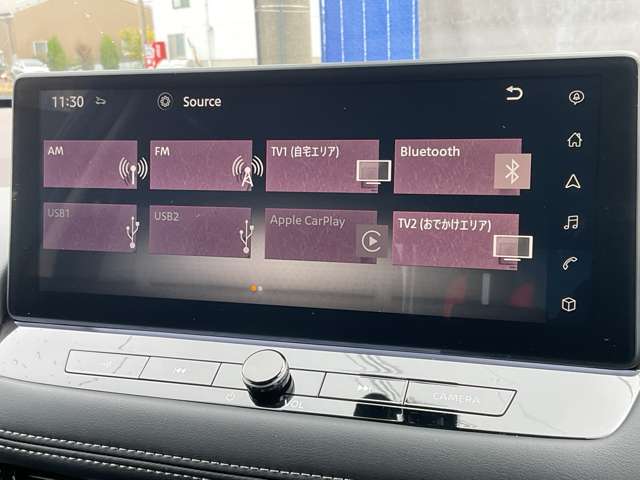 11:30
Source
AM
FM
TV1 (自宅エリア)
Bluetooth
USB1
USB2
Apple CarPlay
TV2 (おでかけエリア)
VOL
CAMERA